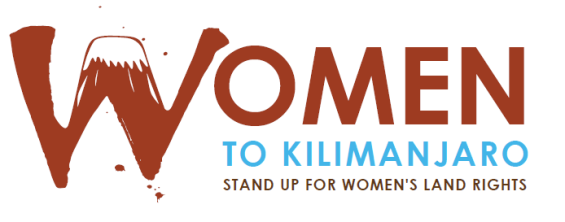 WOMEN
TO KILIMANJARO
STAND UP FOR WOMEN'S LAND RIGHTS